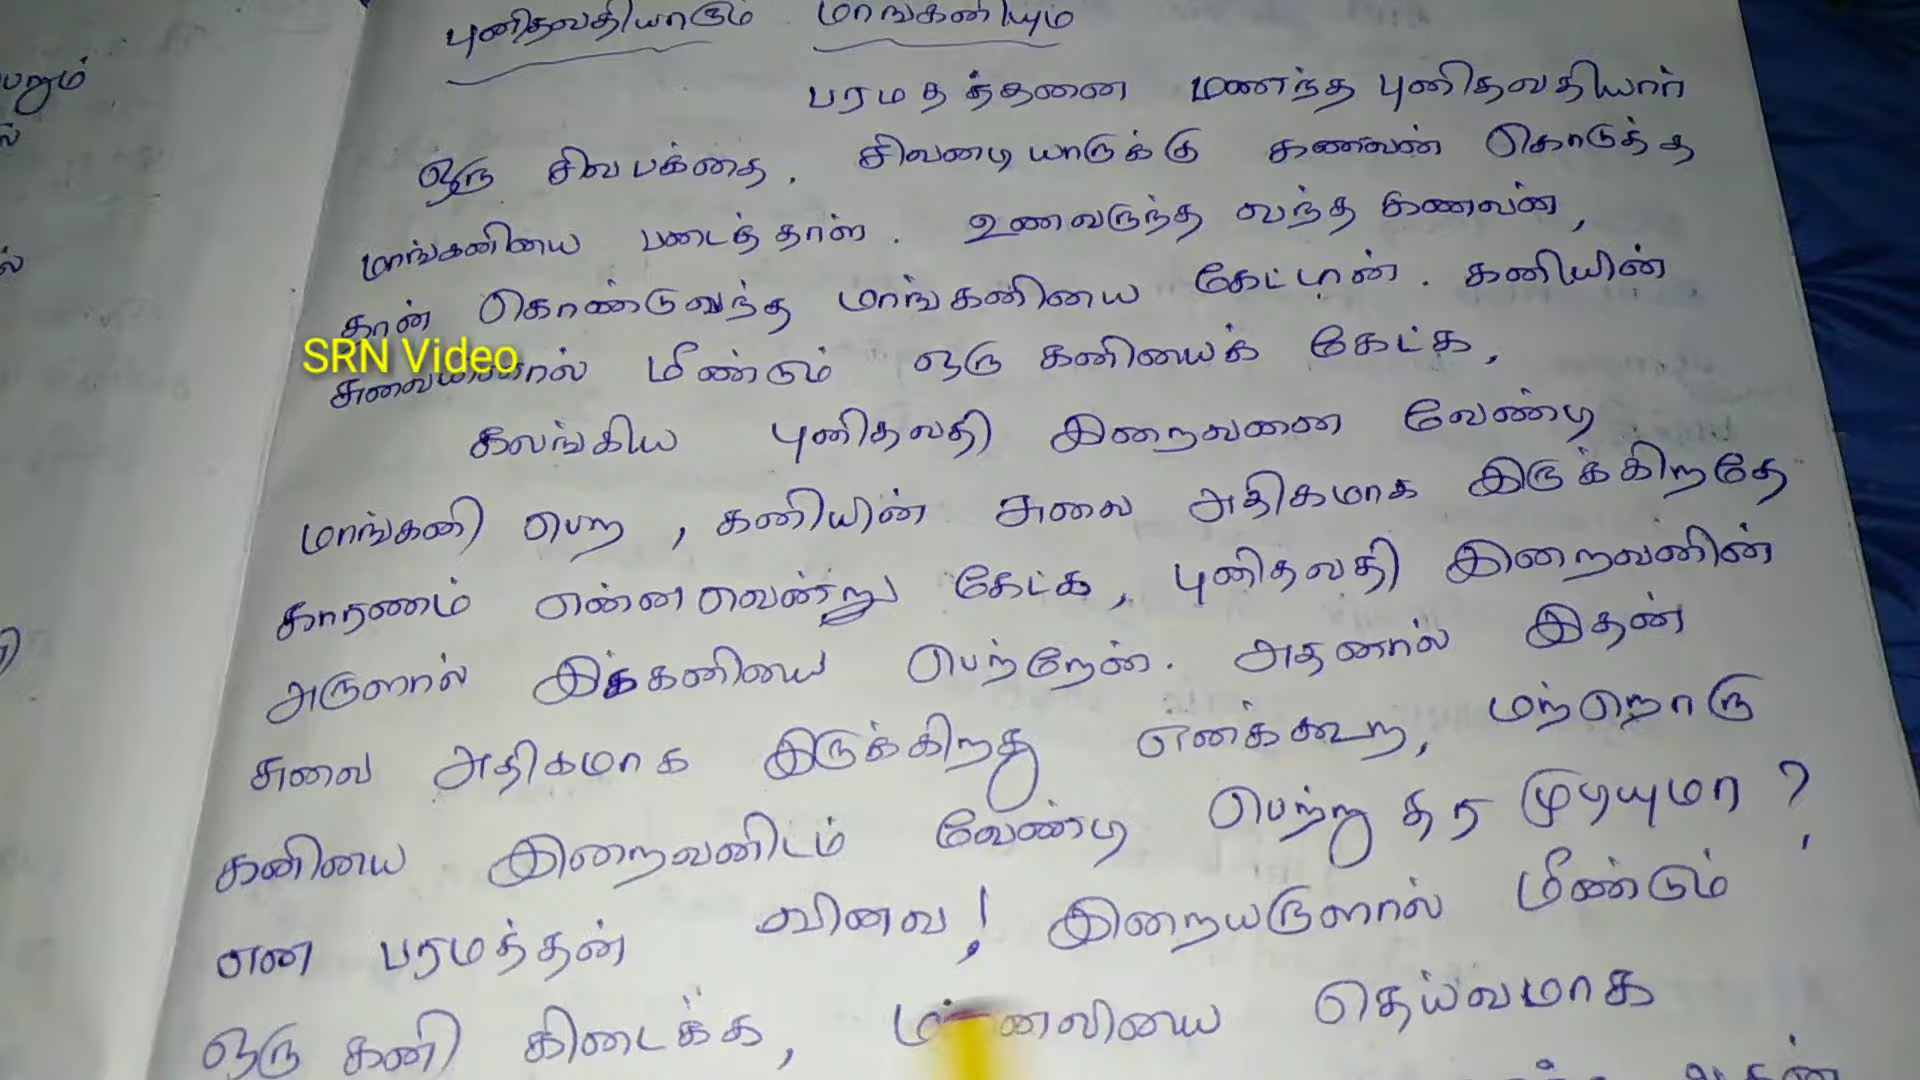 பெறும்
ல்
ல்
புனிதவதியாரும் மாங்கனியும்
பரமதத்தனை மணந்த புனிதவதியார்
ஒரு சிவபக்தை. சிவனடியாருக்கு கணவன் கொடுத்த
மாங்கனியை படைத்தாள். உணவருந்த வந்த கணவன்,
தான் கொண்டுவந்த மாங்கனியை கேட்டான். கனியின்
SRN Video
மீண்டும் ஒரு கனியைக் கேட்க,
கலங்கிய புனிதவதி இறைவனை வேண்டி
மாங்கனி பெற, கனியின் சுவை அதிகமாக இருக்கிறதே
காரணம் என்னவென்று கேட்க, புனிதவதி இறைவனின்
அருளால் இக்கனியை பெற்றேன். அதனால் இதன்
சுவை அதிகமாக இருக்கிறது எனக்கூற, மற்றொரு
கனியை இறைவனிடம் வேண்டி பெற்று தர முடியுமா?
என பரமத்தன் வினவ! இறையருளால் மீண்டும்
ஒரு கனி கிடைக்க, மனைவியை தெய்வமாக